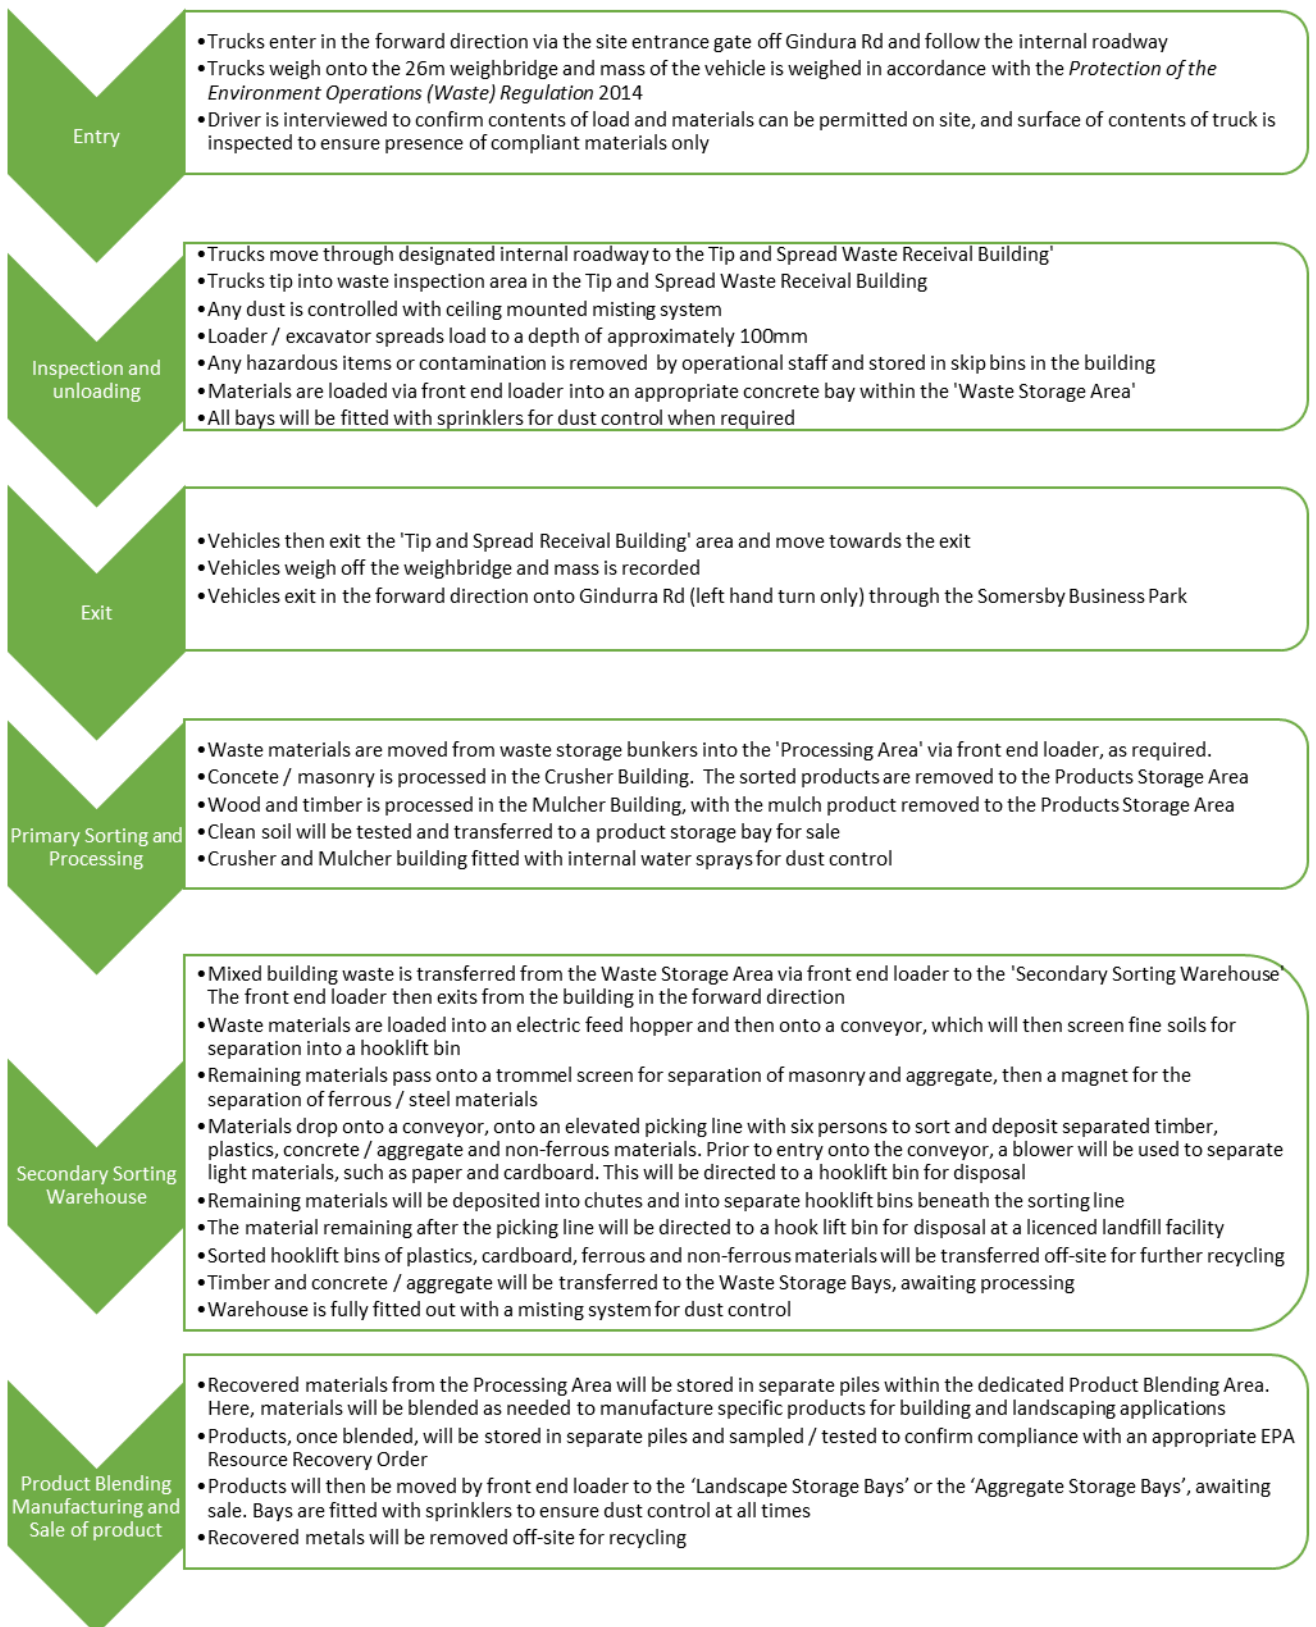 Entry
•Trucks enter in the forward direction via the site entrance gate off Gindura Rd and follow the internal roadway
•Trucks weigh onto the 26m weighbridge and mass of the vehicle is weighed in accordance with the Protection of the
Environment Operations (Waste) Regulation 2014
•Driver is interviewed to confirm contents of load and materials can be permitted on site, and surface of contents of truck is
inspected to ensure presence of compliant materials only
Inspection and
unloading
•Trucks move through designated internal roadway to the Tip and Spread Waste Receival Building'
•Trucks tip into waste inspection area in the Tip and Spread Waste Receival Building
•Any dust is controlled with ceiling mounted misting system
•Loader / excavator spreads load to a depth of approximately 100mm
•Any hazardous items or contamination is removed by operational staff and stored in skip bins in the building
•Materials are loaded via front end loader into an appropriate concrete bay within the 'Waste Storage Area'
•All bays will be fitted with sprinklers for dust control when required
Exit
•Vehicles then exit the 'Tip and Spread Receival Building' area and move towards the exit
•Vehicles weigh off the weighbridge and mass is recorded
•Vehicles exit in the forward direction onto Gindurra Rd (left hand turn only) through the Somersby Business Park
Primary Sorting and
Processing
•Waste materials are moved from waste storage bunkers into the 'Processing Area' via front end loader, as required.
•Concete / masonry is processed in the Crusher Building. The sorted products are removed to the Products Storage Area
•Wood and timber is processed in the Mulcher Building, with the mulch product removed to the Products Storage Area
•Clean soil will be tested and transferred to a product storage bay for sale
•Crusher and Mulcher building fitted with internal water sprays for dust control
Secondary Sorting
Warehouse
•Mixed building waste is transferred from the Waste Storage Area via front end loader to the 'Secondary Sorting Warehouse'
The front end loader then exits from the building in the forward direction
•Waste materials are loaded into an electric feed hopper and then onto a conveyor, which will then screen fine soils for
separation into a hooklift bin
•Remaining materials pass onto a trommel screen for separation of masonry and aggregate, then a magnet for the
separation of ferrous / steel materials
•Materials drop onto a conveyor, onto an elevated picking line with six persons to sort and deposit separated timber,
plastics, concrete / aggregate and non-ferrous materials. Prior to entry onto the conveyor, a blower will be used to separate
light materials, such as paper and cardboard. This will be directed to a hooklift bin for disposal
•Remaining materials will be deposited into chutes and into separate hooklift bins beneath the sorting line
•The material remaining after the picking line will be directed to a hook lift bin for disposal at a licenced landfill facility
•Sorted hooklift bins of plastics, cardboard, ferrous and non-ferrous materials will be transferred off-site for further recycling
•Timber and concrete / aggregate will be transferred to the Waste Storage Bays, awaiting processing
•Warehouse is fully fitted out with a misting system for dust control
Product Blending
Manufacturing and
Sale of product
•Recovered materials from the Processing Area will be stored in separate piles within the dedicated Product Blending Area.
Here, materials will be blended as needed to manufacture specific products for building and landscaping applications
•Products, once blended, will be stored in separate piles and sampled / tested to confirm compliance with an appropriate EPA
Resource Recovery Order
•Products will then be moved by front end loader to the ‘Landscape Storage Bays’ or the ‘Aggregate Storage Bays’, awaiting
sale. Bays are fitted with sprinklers to ensure dust control at all times
•Recovered metals will be removed off-site for recycling